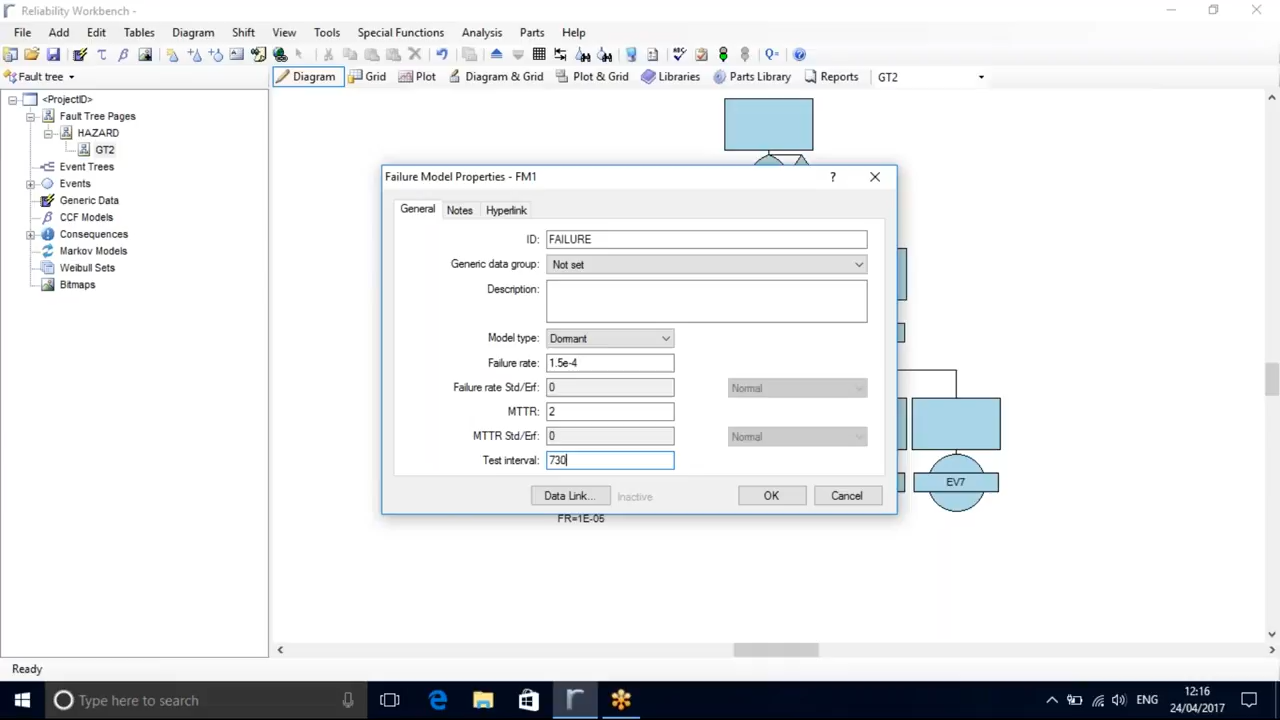 Reliability Workbench -
File Add Edit Tables Diagram Shift View Tools Special Functions Analysis Parts Help
Fault tree
Diagram Grid Plot Diagram & Grid Plot & Grid Libraries Parts Library Reports GT2
<ProjectID>
Fault Tree Pages
HAZARD
GT2
Event Trees
Events
Generic Data
CCF Models
Consequences
Markov Models
Weibull Sets
Bitmaps
Failure Model Properties - FM1
General Notes Hyperlink
ID: FAILURE
Generic data group: Not set
Description:
Model type: Dormant
Failure rate: 1.5e-4
Failure rate Std/Erf: 0 Normal
MTTR: 2
MTTR Std/Erf: 0 Normal
Test interval: 730
Data Link... Inactive OK Cancel
EV7
FR=1E-05
Ready
Type here to search
ENG
12:16
24/04/2017